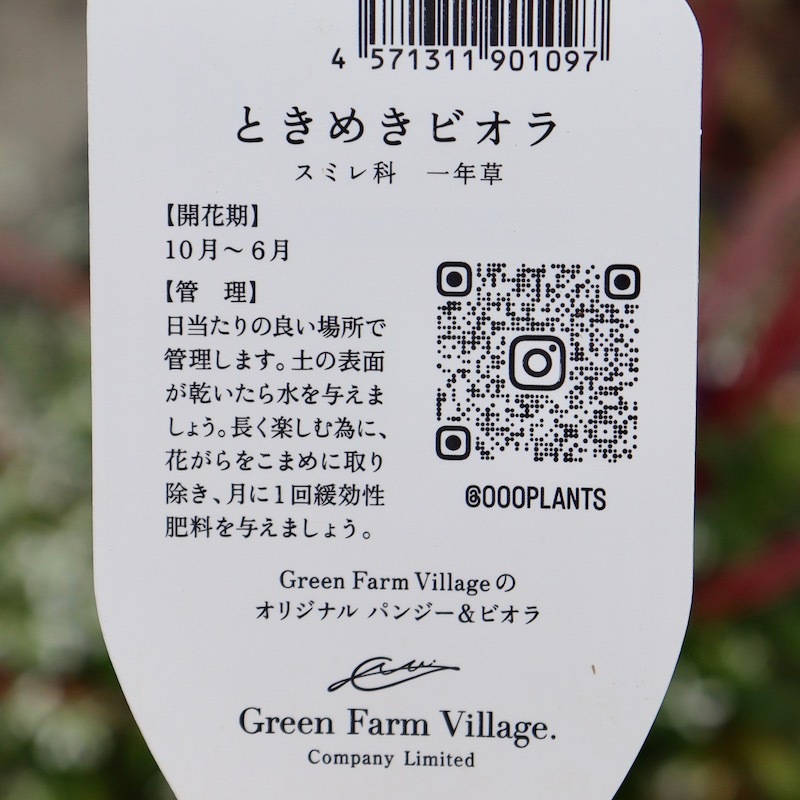 4 571311 901097
ときめきビオラ
スミレ科　一年草
【開花期】
10月〜6月
【管　理】
日当たりの良い場所で
管理します。土の表面
が乾いたら水を与えま
しょう。長く楽しむ為に、
花がらをこまめに取り
除き、月に1回緩効性
肥料を与えましょう。
@OOOPLANTS
Green Farm Villageの
オリジナル パンジー&ビオラ
Green Farm Village.
Company Limited